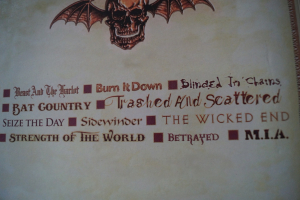 Beast And The Harlot ■ Burn It Down ■ Blinded In Chains
■ Bat Country ■ Trashed And Scattered
Seize the Day ■ Sidewinder ■ The Wicked End
■ Strength of the World ■ Betrayed ■ M.I.A.